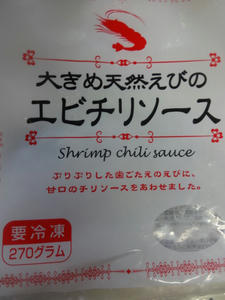 大きめ天然えびの
エビチリソース
Shrimp chili sauce
ぷりぷりした歯ごたえのえびに、
甘口のチリソースをあわせました。
要冷凍
270グラム